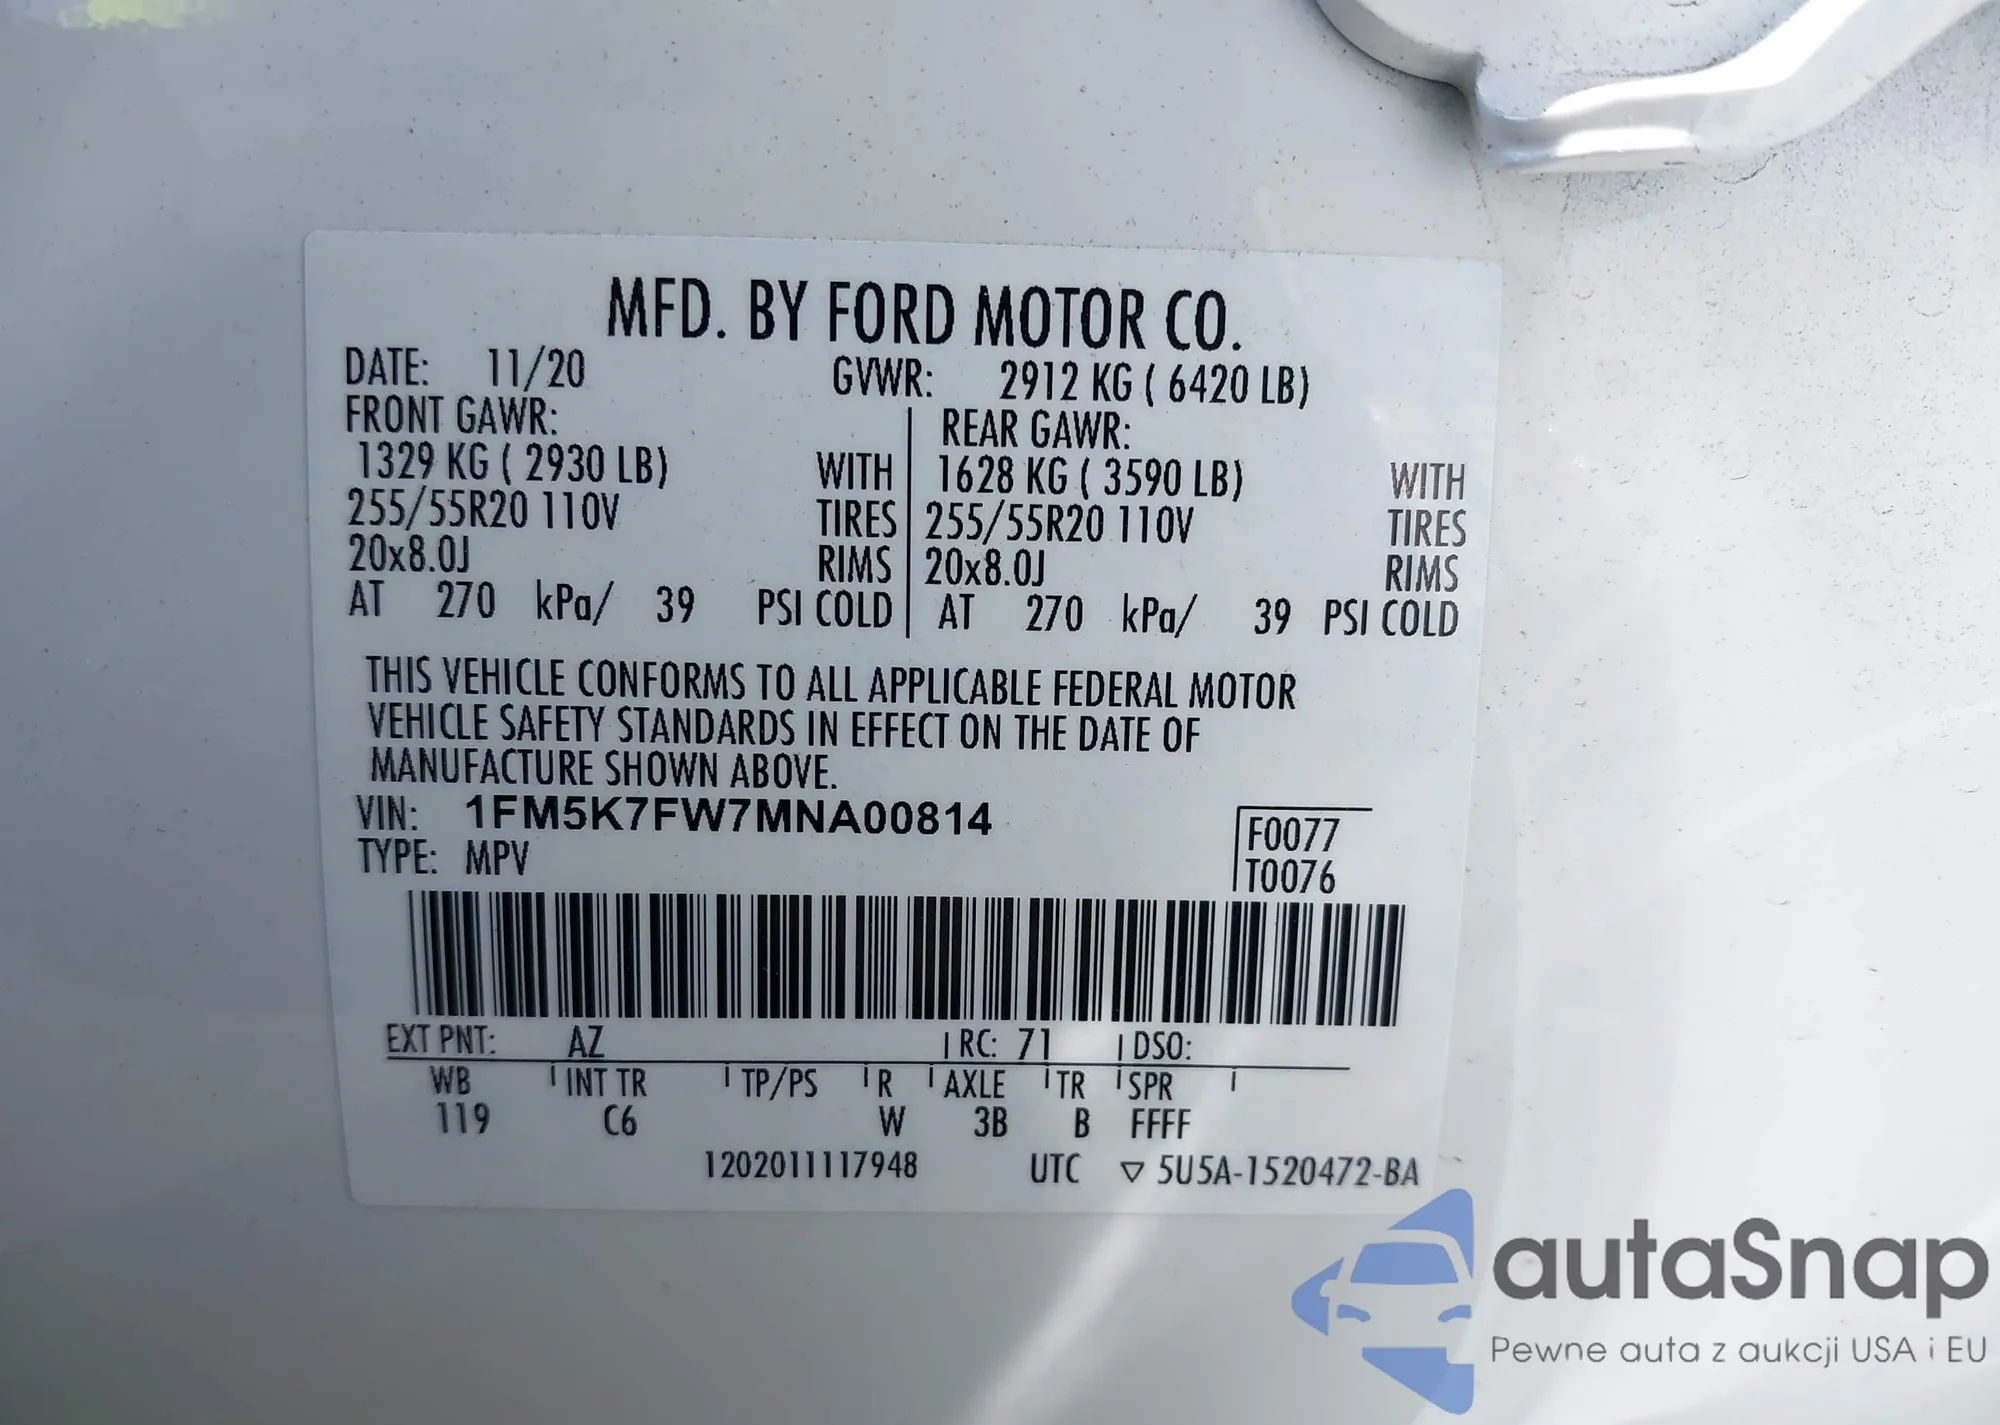 MFD. BY FORD MOTOR CO.
DATE: 11/20 GVWR: 2912 KG ( 6420 LB)
FRONT GAWR: REAR GAWR:
1329 KG ( 2930 LB) WITH 1628 KG ( 3590 LB) WITH
255/55R20 110V TIRES 255/55R20 110V TIRES
20x8.0J RIMS 20x8.0J RIMS
AT 270 kPa/ 39 PSI COLD AT 270 kPa/ 39 PSI COLD
THIS VEHICLE CONFORMS TO ALL APPLICABLE FEDERAL MOTOR
VEHICLE SAFETY STANDARDS IN EFFECT ON THE DATE OF
MANUFACTURE SHOWN ABOVE.
VIN: 1FM5K7FW7MNA00814
TYPE: MPV
F0077
T0076
EXT PNT: AZ RC: 71 DSO:
WB INT TR TP/PS R AXLE TR SPR
119 C6 W 3B B FFFF
1202011117948 UTC ▽ 5U5A-1520472-BA
autaSnap
Pewne auta z aukcji USA i EU